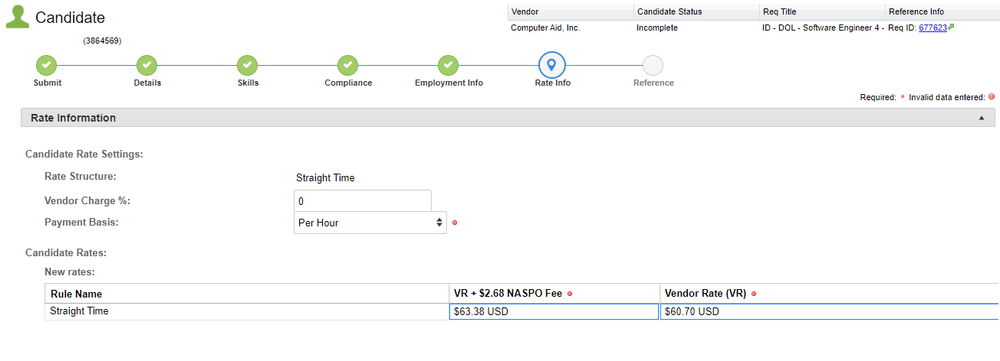 Candidate
(3864569)
Vendor Candidate Status Req Title Reference Info
Computer Aid, Inc. Incomplete ID - DOL - Software Engineer 4 - Req ID: 677623
Submit Details Skills Compliance Employment Info Rate Info Reference
Required: Invalid data entered:
Rate Information
Candidate Rate Settings:
Rate Structure: Straight Time
Vendor Charge %: 0
Payment Basis: Per Hour
Candidate Rates:
New rates:
Rule Name VR + $2.68 NASPO Fee Vendor Rate (VR)
Straight Time $63.38 USD $60.70 USD